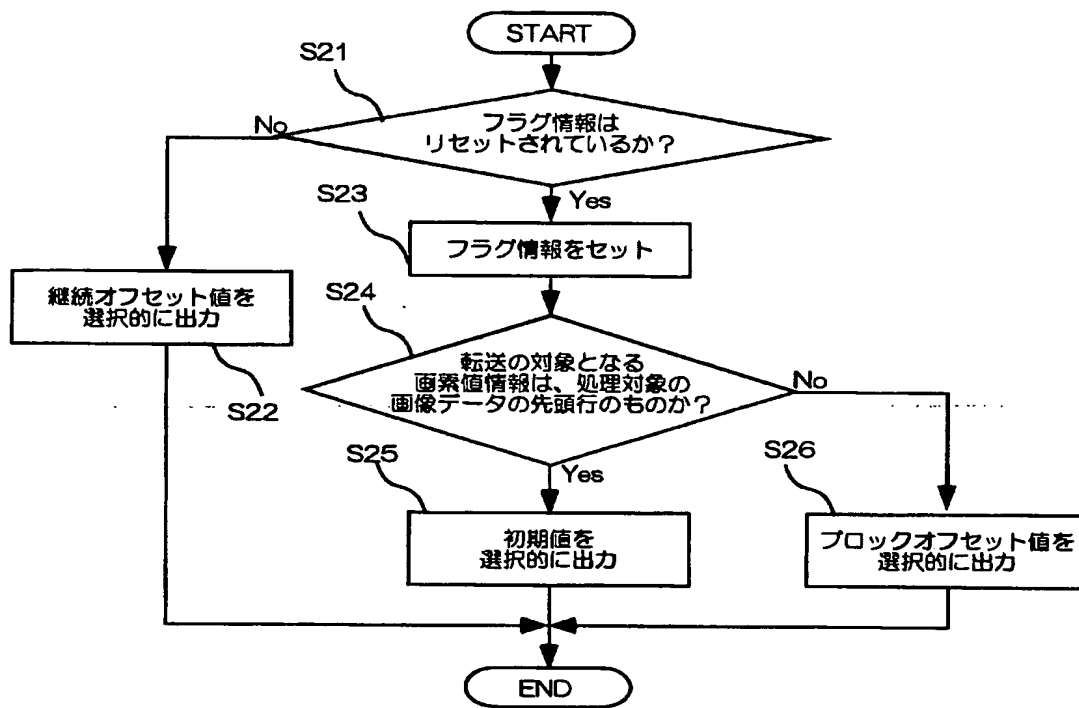 START
S21
フラグ情報は
リセットされているか？
No
Yes
S23
フラグ情報をセット
継続オフセット値を
選択的に出力
S22
S24
転送の対象となる
画素値情報は、処理対象の
画像データの先頭行のものか？
No
Yes
S25
S26
初期値を
選択的に出力
ブロックオフセット値を
選択的に出力
END